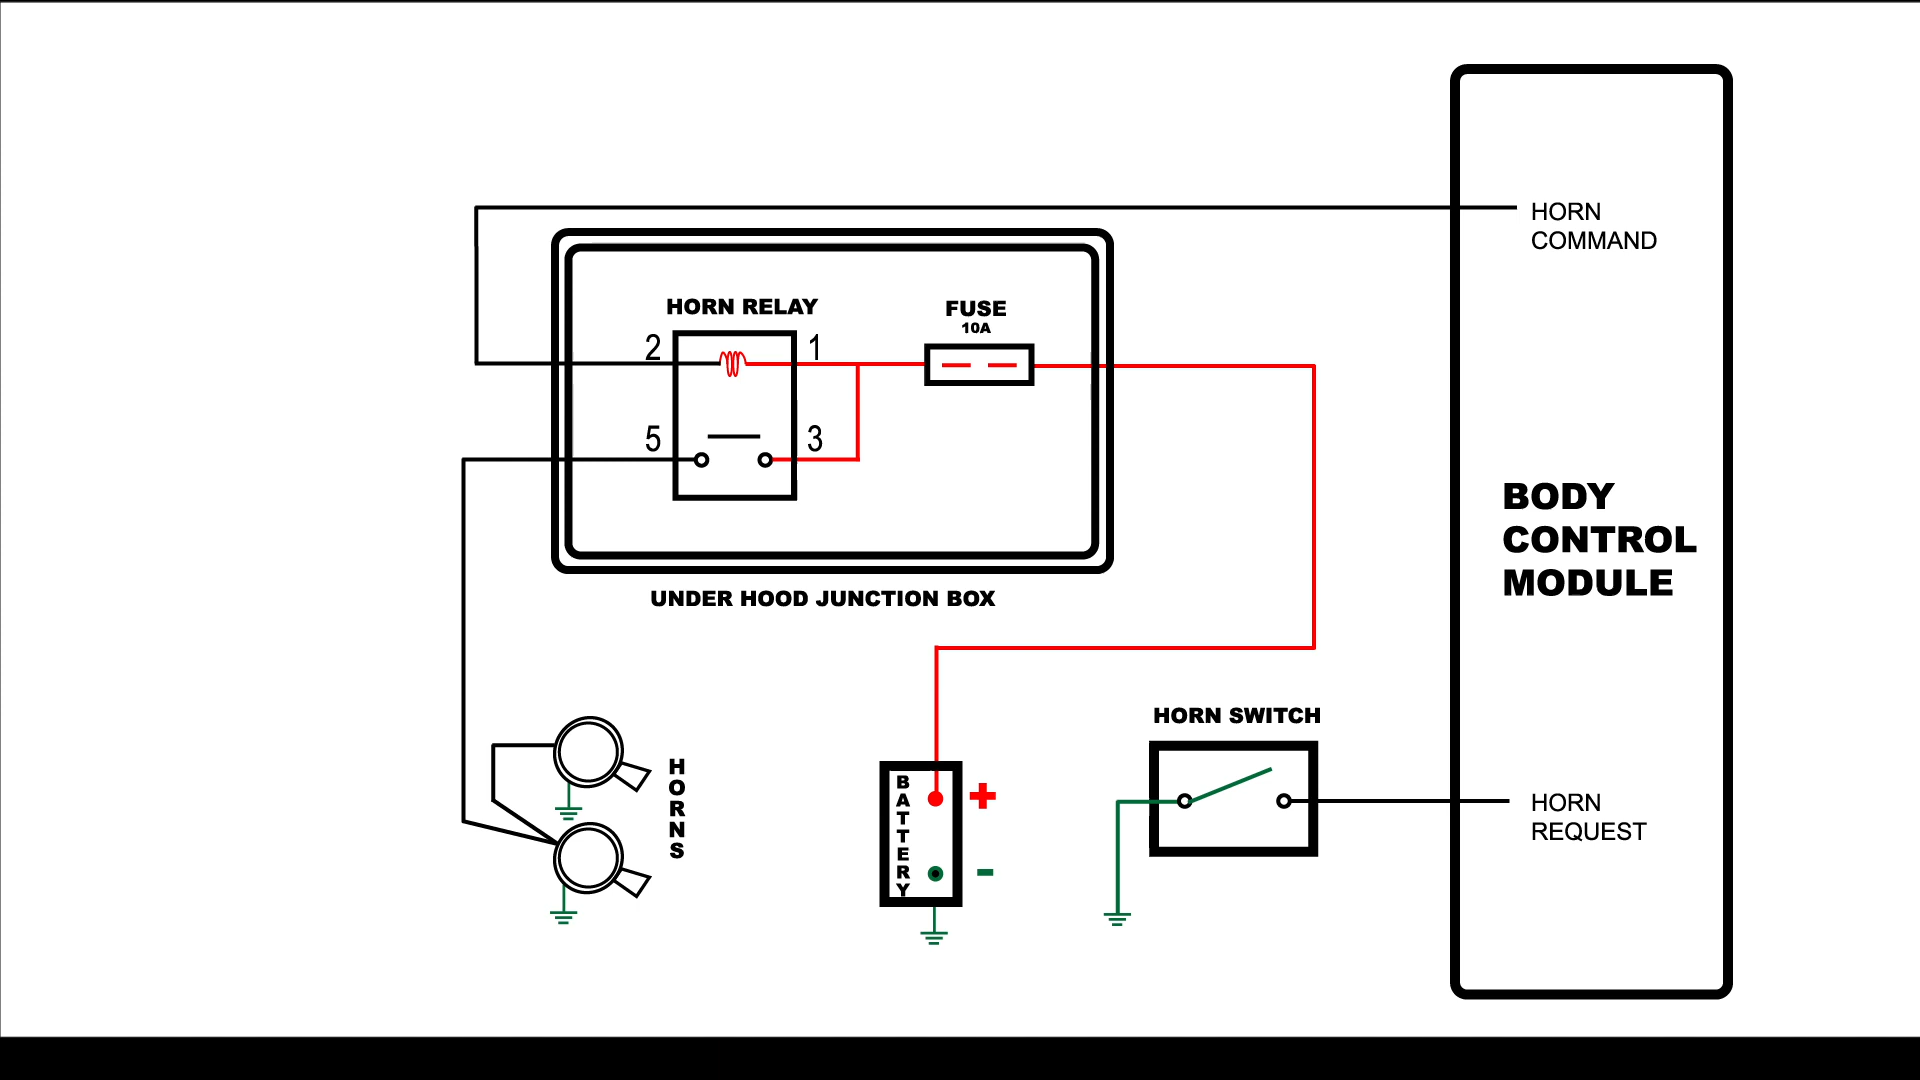 HORN
COMMAND
HORN RELAY
FUSE
10A
2
1
5
3
BODY
CONTROL
MODULE
UNDER HOOD JUNCTION BOX
HORN SWITCH
HORNS
BATTERY
+
-
HORN
REQUEST